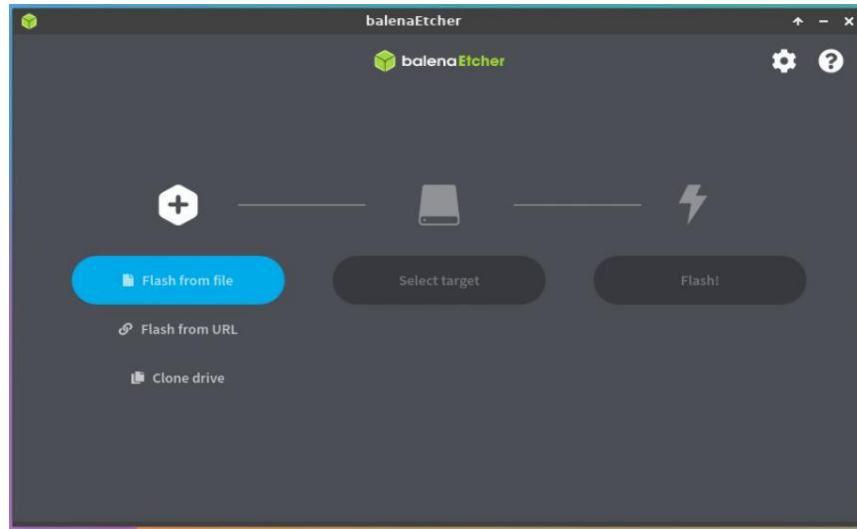 balenaEtcher
balenaEtcher
Flash from file
Select target
Flash!
Flash from URL
Clone drive